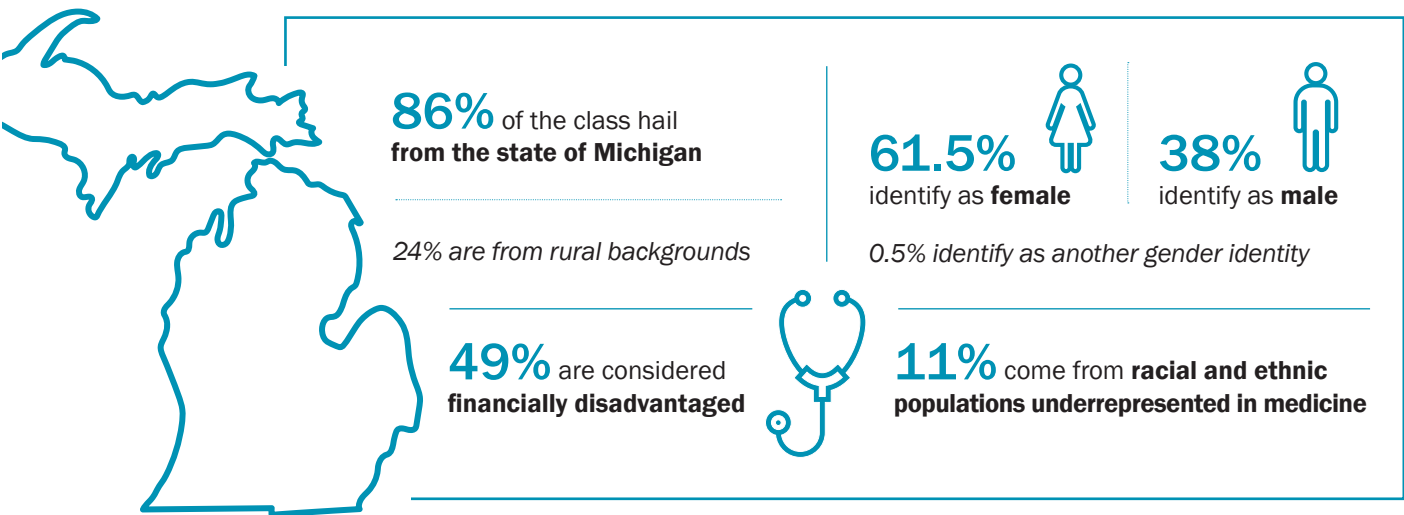 86% of the class hail
from the state of Michigan
24% are from rural backgrounds
61.5%
identify as female
38%
identify as male
0.5% identify as another gender identity
49% are considered
financially disadvantaged
11% come from racial and ethnic
populations underrepresented in medicine